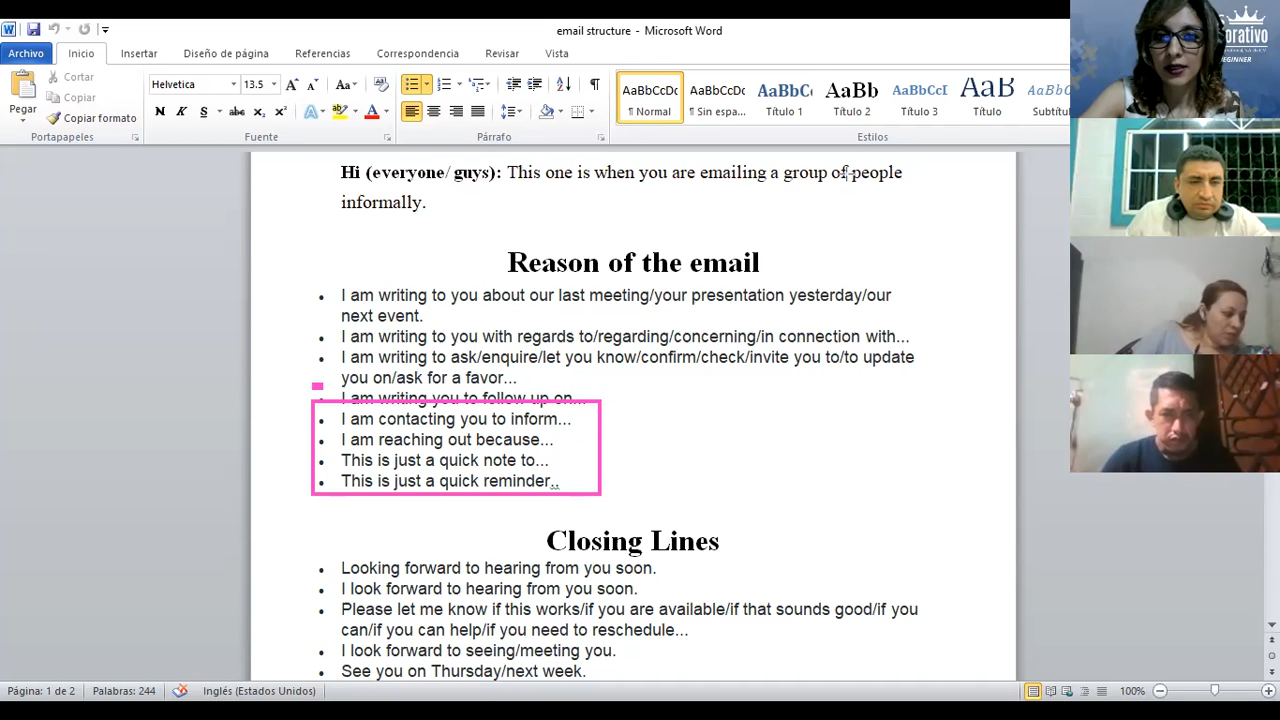 email structure - Microsoft Word
Archivo Inicio Insertar Diseño de página Referencias Correspondencia Revisar Vista
Cortar
Copiar
Copiar formato
Pegar
Portapapeles
Helvetica 13.5
Fuente
Párrafo
AaBbCcDc AaBbCcDc AaBbC AaBb AaBbCcI AaB
¶ Normal ¶ Sin espa... Título 1 Título 2 Título 3 Título Subtítu
Estilos
orativo
EGINNER
Hi (everyone/ guys): This one is when you are emailing a group of people
informally.
Reason of the email
• I am writing to you about our last meeting/your presentation yesterday/our
next event.
• I am writing to you with regards to/regarding/concerning/in connection with...
• I am writing to ask/enquire/let you know/confirm/check/invite you to/to update
you on/ask for a favor...
I am writing you to follow up on...
• I am contacting you to inform...
• I am reaching out because...
• This is just a quick note to...
• This is just a quick reminder..
Closing Lines
• Looking forward to hearing from you soon.
• I look forward to hearing from you soon.
• Please let me know if this works/if you are available/if that sounds good/if you
can/if you can help/if you need to reschedule...
• I look forward to seeing/meeting you.
• See you on Thursday/next week.
Página: 1 de 2 Palabras: 244 Inglés (Estados Unidos) 100%